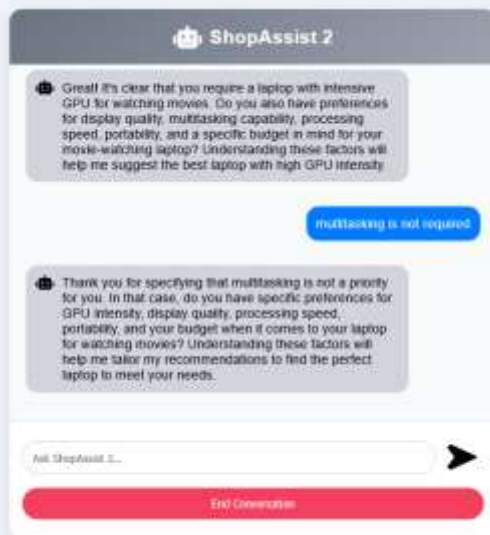 ShopAssist 2
Great! It's clear that you require a laptop with intensive
GPU for watching movies. Do you also have preferences
for display quality, multitasking capability, processing
speed, portability, and a specific budget in mind for your
movie-watching laptop? Understanding these factors will
help me suggest the best laptop with high GPU intensity.
multitasking is not required
Thank you for specifying that multitasking is not a priority
for you. In that case, do you have specific preferences for
GPU intensity, display quality, processing speed,
portability, and your budget when it comes to your laptop
for watching movies? Understanding these factors will
help me tailor my recommendations to find the perfect
laptop to meet your needs.
Ask ShopAssist 2...
End Conversation